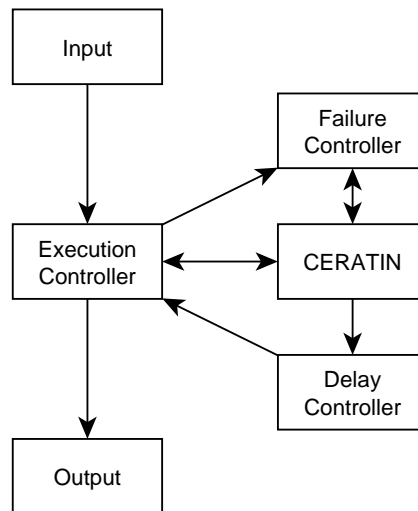 Input
Failure
Controller
Execution
Controller
CERATIN
Delay
Controller
Output